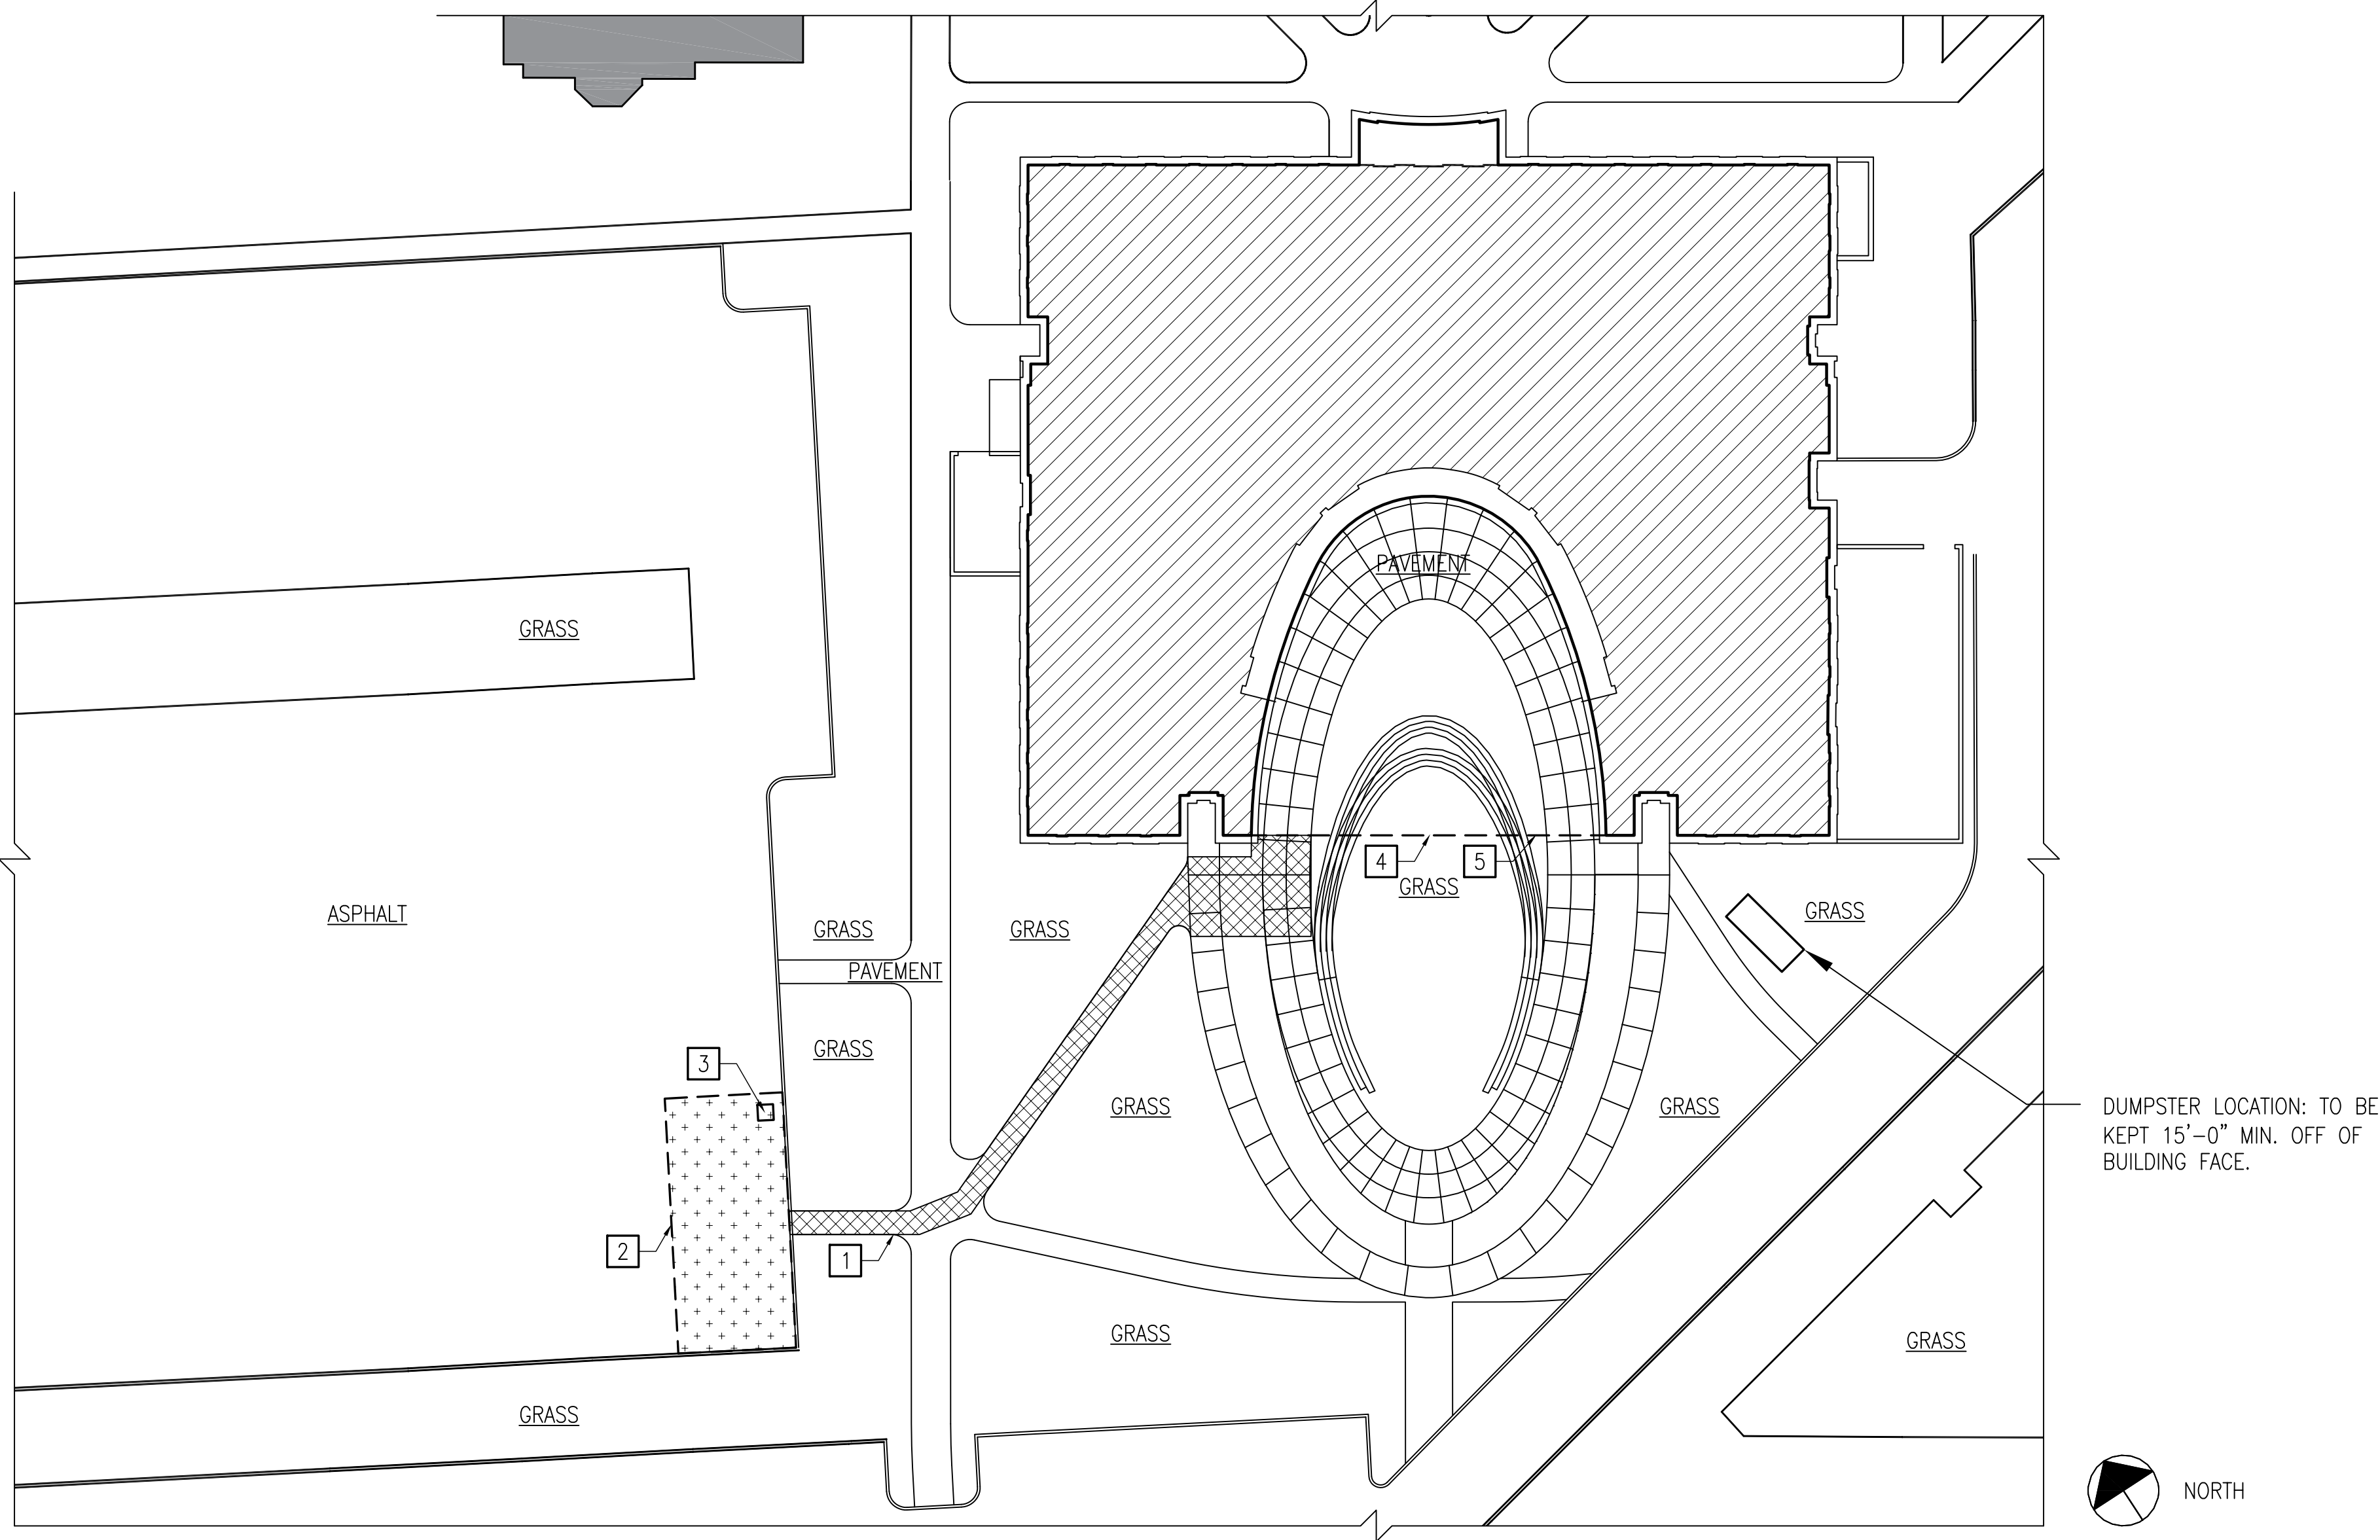 PAVEMENT
GRASS
4
5
GRASS
ASPHALT
GRASS
GRASS
GRASS
PAVEMENT
GRASS
3
GRASS
GRASS
DUMPSTER LOCATION: TO BE
KEPT 15'-0" MIN. OFF OF
BUILDING FACE.
2
1
GRASS
GRASS
GRASS
NORTH